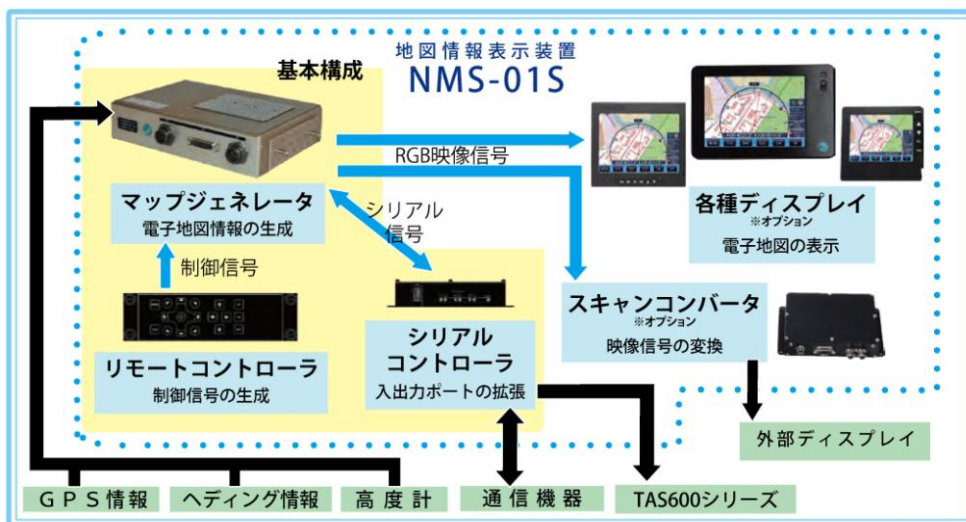 地図情報表示装置
NMS-01S
基本構成
RGB映像信号
マップジェネレータ
電子地図情報の生成
シリアル
信号
各種ディスプレイ
※オプション
電子地図の表示
制御信号
スキャンコンバータ
※オプション
映像信号の変換
リモートコントローラ
制御信号の生成
シリアル
コントローラ
入出力ポートの拡張
外部ディスプレイ
GPS情報
ヘディング情報
高度計
通信機器
TAS600シリーズ